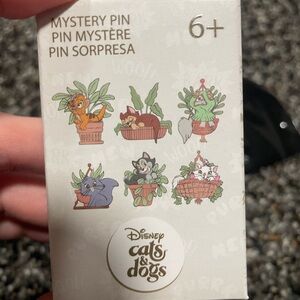 MYSTERY PIN
PIN MYSTÈRE
PIN SORPRESA
6+
Disney
cats
&
dogs